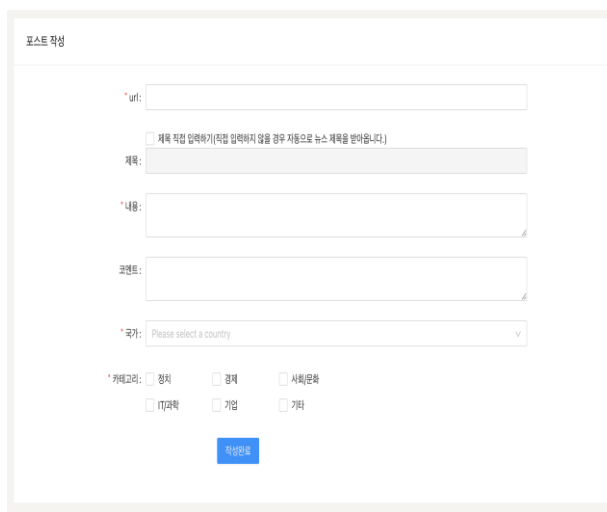 포스트 작성
* url:
제목 직접 입력하기(직접 입력하지 않을 경우 자동으로 뉴스 제목을 받아옵니다.)
제목:
* 내용:
코멘트:
* 국가: Please select a country
* 카테고리: 정치 경제 사회/문화
IT/과학 기업 기타
작성완료